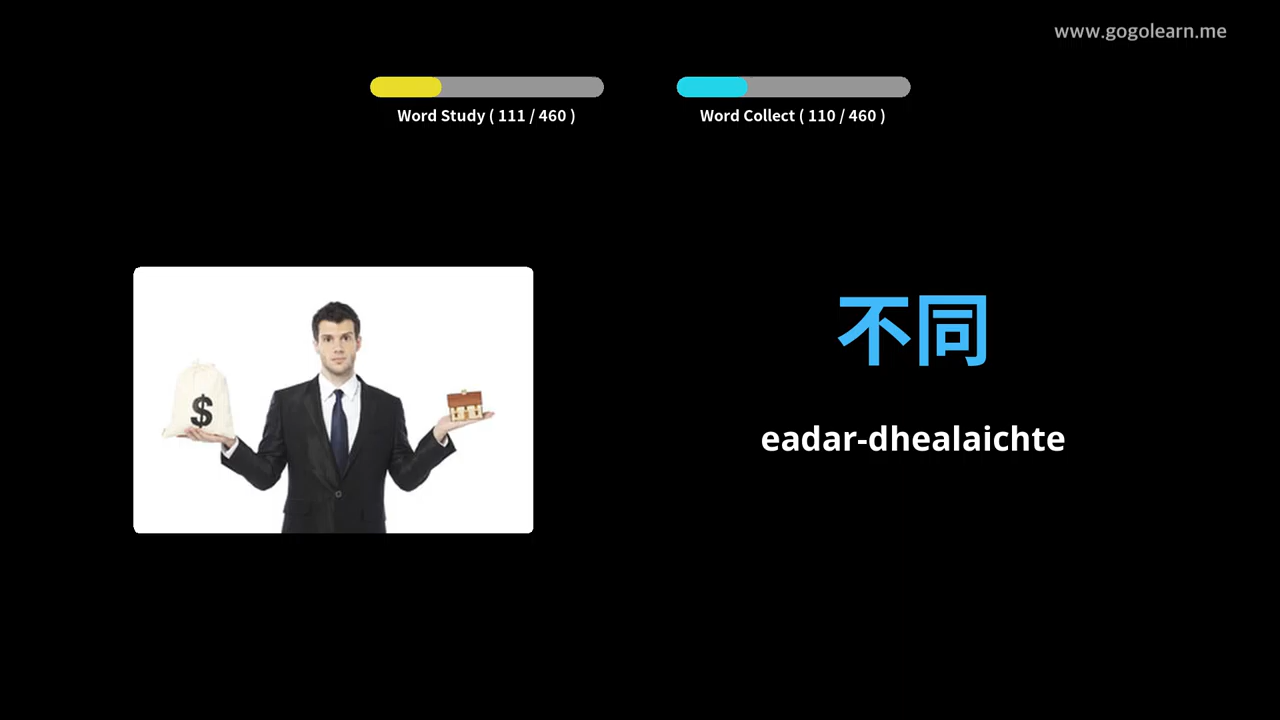 www.gogolearn.me
Word Study ( 111 / 460 )
Word Collect ( 110 / 460 )
$
不同
eadar-dhealaichte